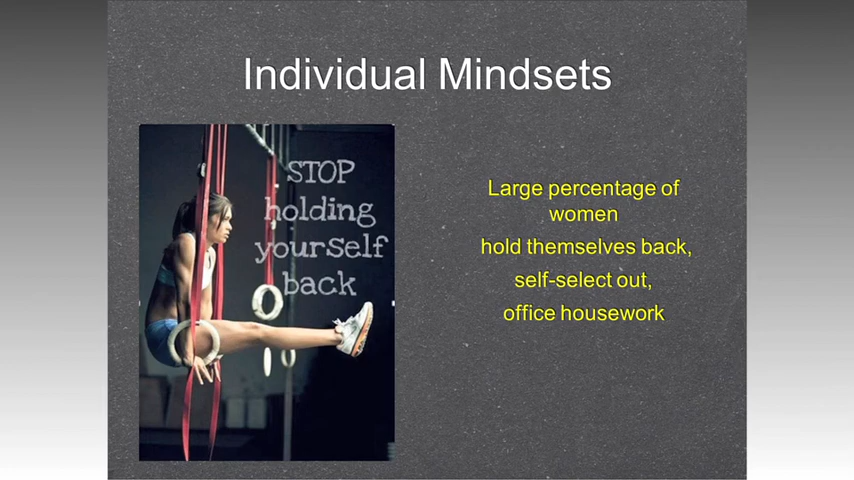 Individual Mindsets
STOP
holding
yourself
back
Large percentage of
women
hold themselves back,
self-select out,
office housework